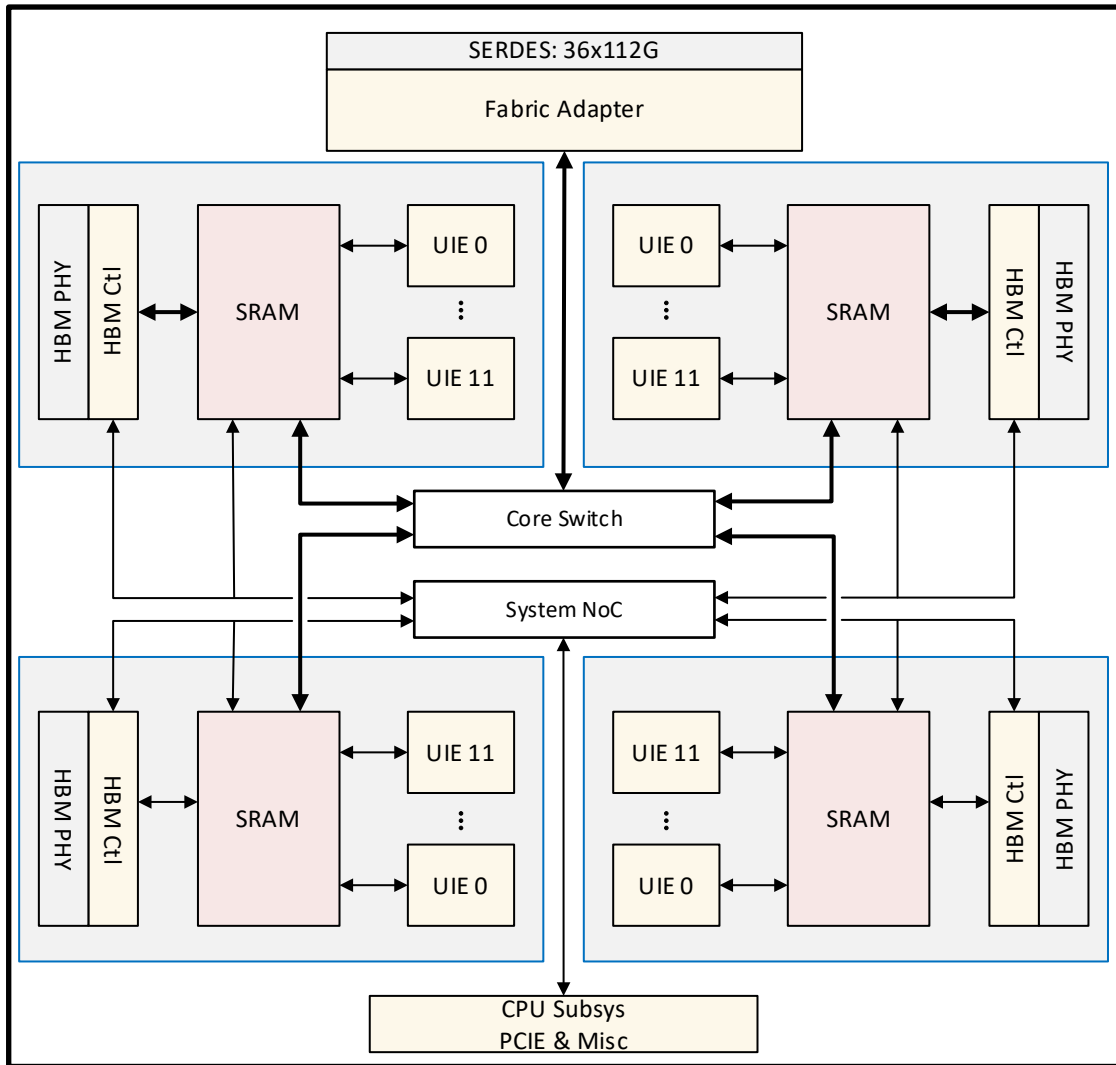 SERDES: 36x112G
Fabric Adapter
HBM PHY
HBM Ctl
SRAM
UIE 0
⋮
UIE 11
UIE 0
⋮
UIE 11
SRAM
HBM Ctl
HBM PHY
Core Switch
System NoC
HBM PHY
HBM Ctl
SRAM
UIE 11
⋮
UIE 0
UIE 11
⋮
UIE 0
SRAM
HBM Ctl
HBM PHY
CPU Subsys
PCIE & Misc